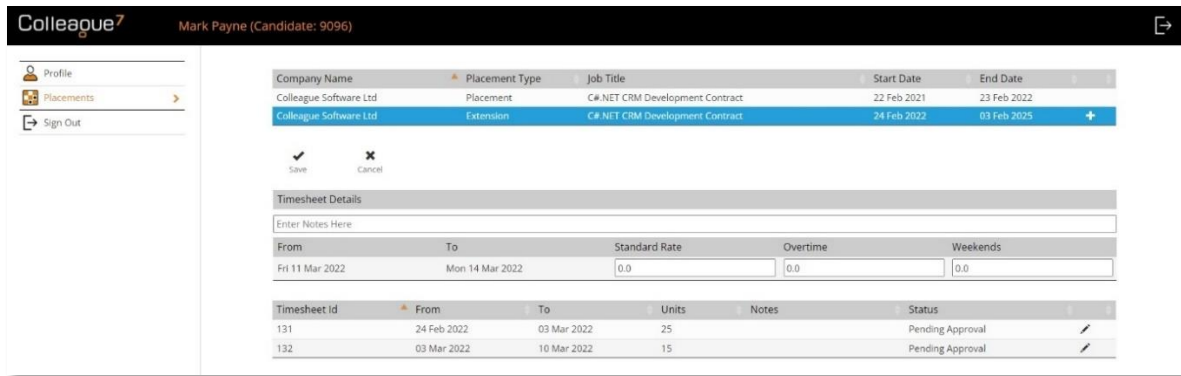 Colleague7 Mark Payne (Candidate: 9096)
Profile
Placements
Sign Out
Company Name Placement Type Job Title Start Date End Date
Colleague Software Ltd Placement C#.NET CRM Development Contract 22 Feb 2021 23 Feb 2022
Colleague Software Ltd Extension C#.NET CRM Development Contract 24 Feb 2022 03 Feb 2025
Save Cancel
Timesheet Details
Enter Notes Here
From To Standard Rate Overtime Weekends
Fri 11 Mar 2022 Mon 14 Mar 2022 0.0 0.0 0.0
Timesheet Id From To Units Notes Status
131 24 Feb 2022 03 Mar 2022 25 Pending Approval
132 03 Mar 2022 10 Mar 2022 15 Pending Approval